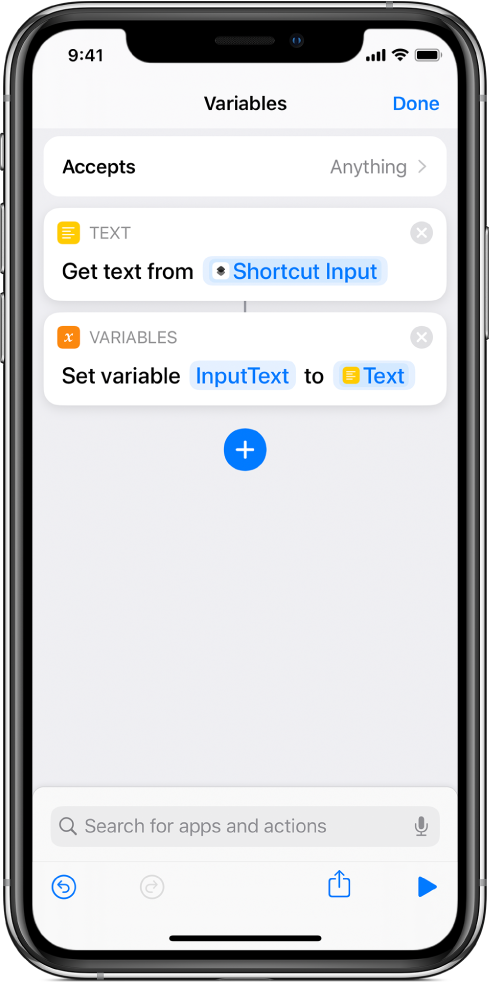 9:41
Variables Done
Accepts Anything
TEXT
Get text from Shortcut Input
x VARIABLES
Set variable InputText to Text
Search for apps and actions